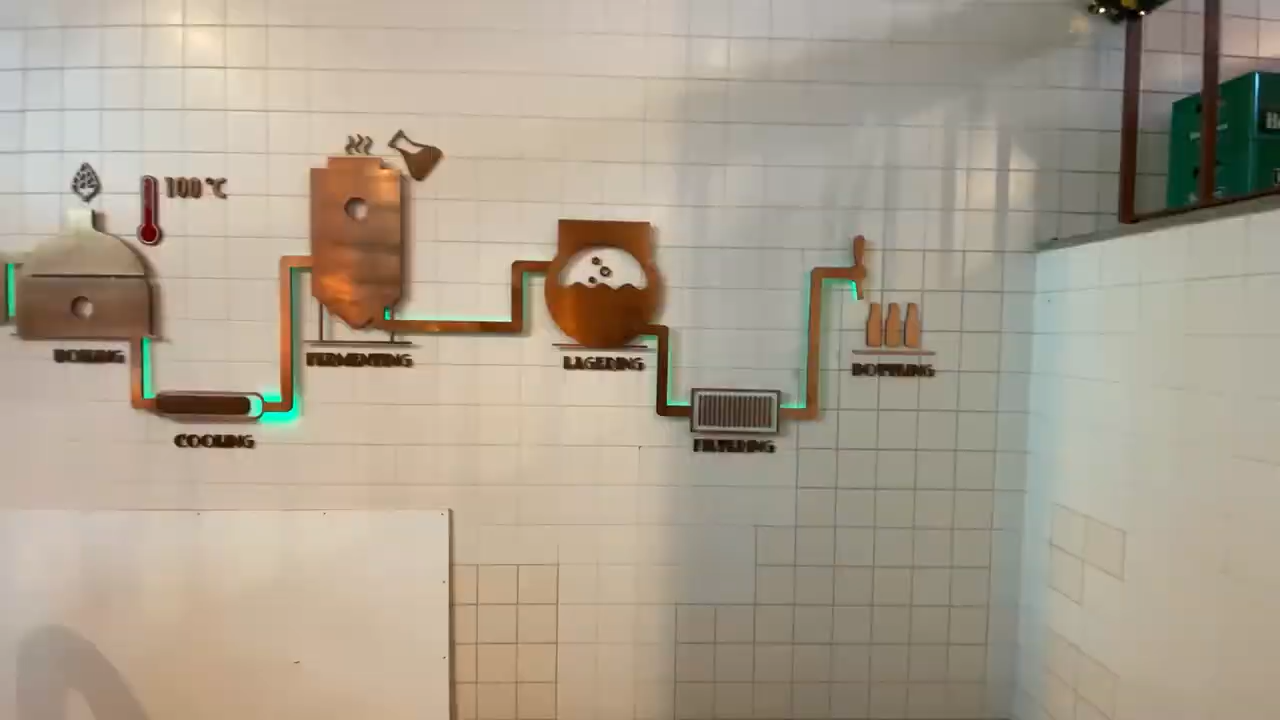 100 °C
BOILING
COOLING
FERMENTING
LAGERING
FILTERING
BOTTLING